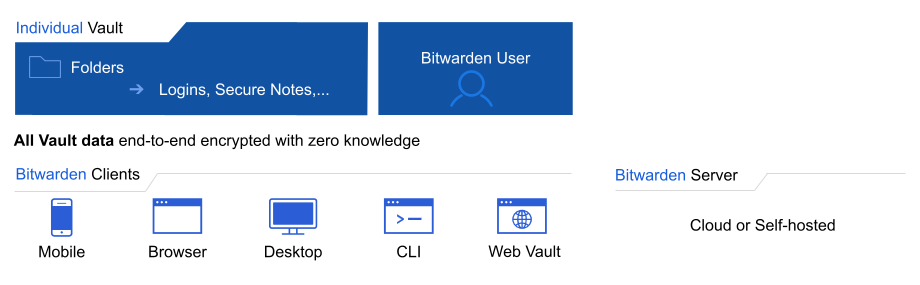 Individual Vault
Folders
Logins, Secure Notes,...
Bitwarden User
All Vault data end-to-end encrypted with zero knowledge
Bitwarden Clients
Bitwarden Server
Mobile
Browser
Desktop
CLI
Web Vault
Cloud or Self-hosted